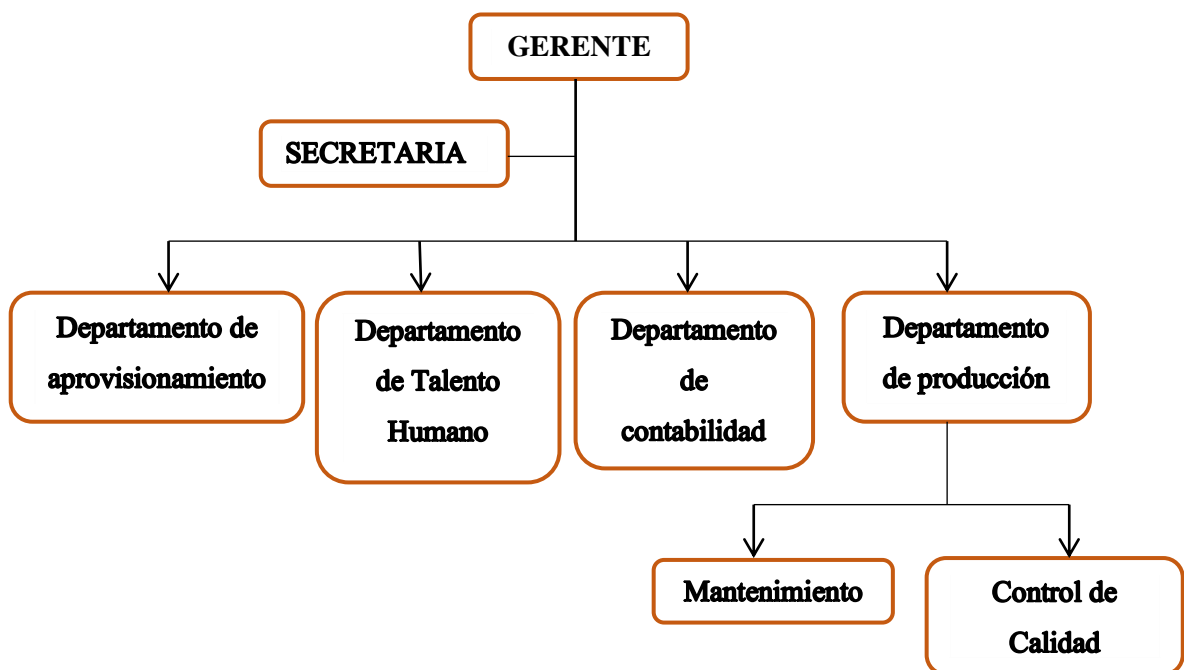 GERENTE
SECRETARIA
Departamento de
aprovisionamiento
Departamento
de Talento
Humano
Departamento
de
contabilidad
Departamento
de producción
Mantenimiento
Control de
Calidad